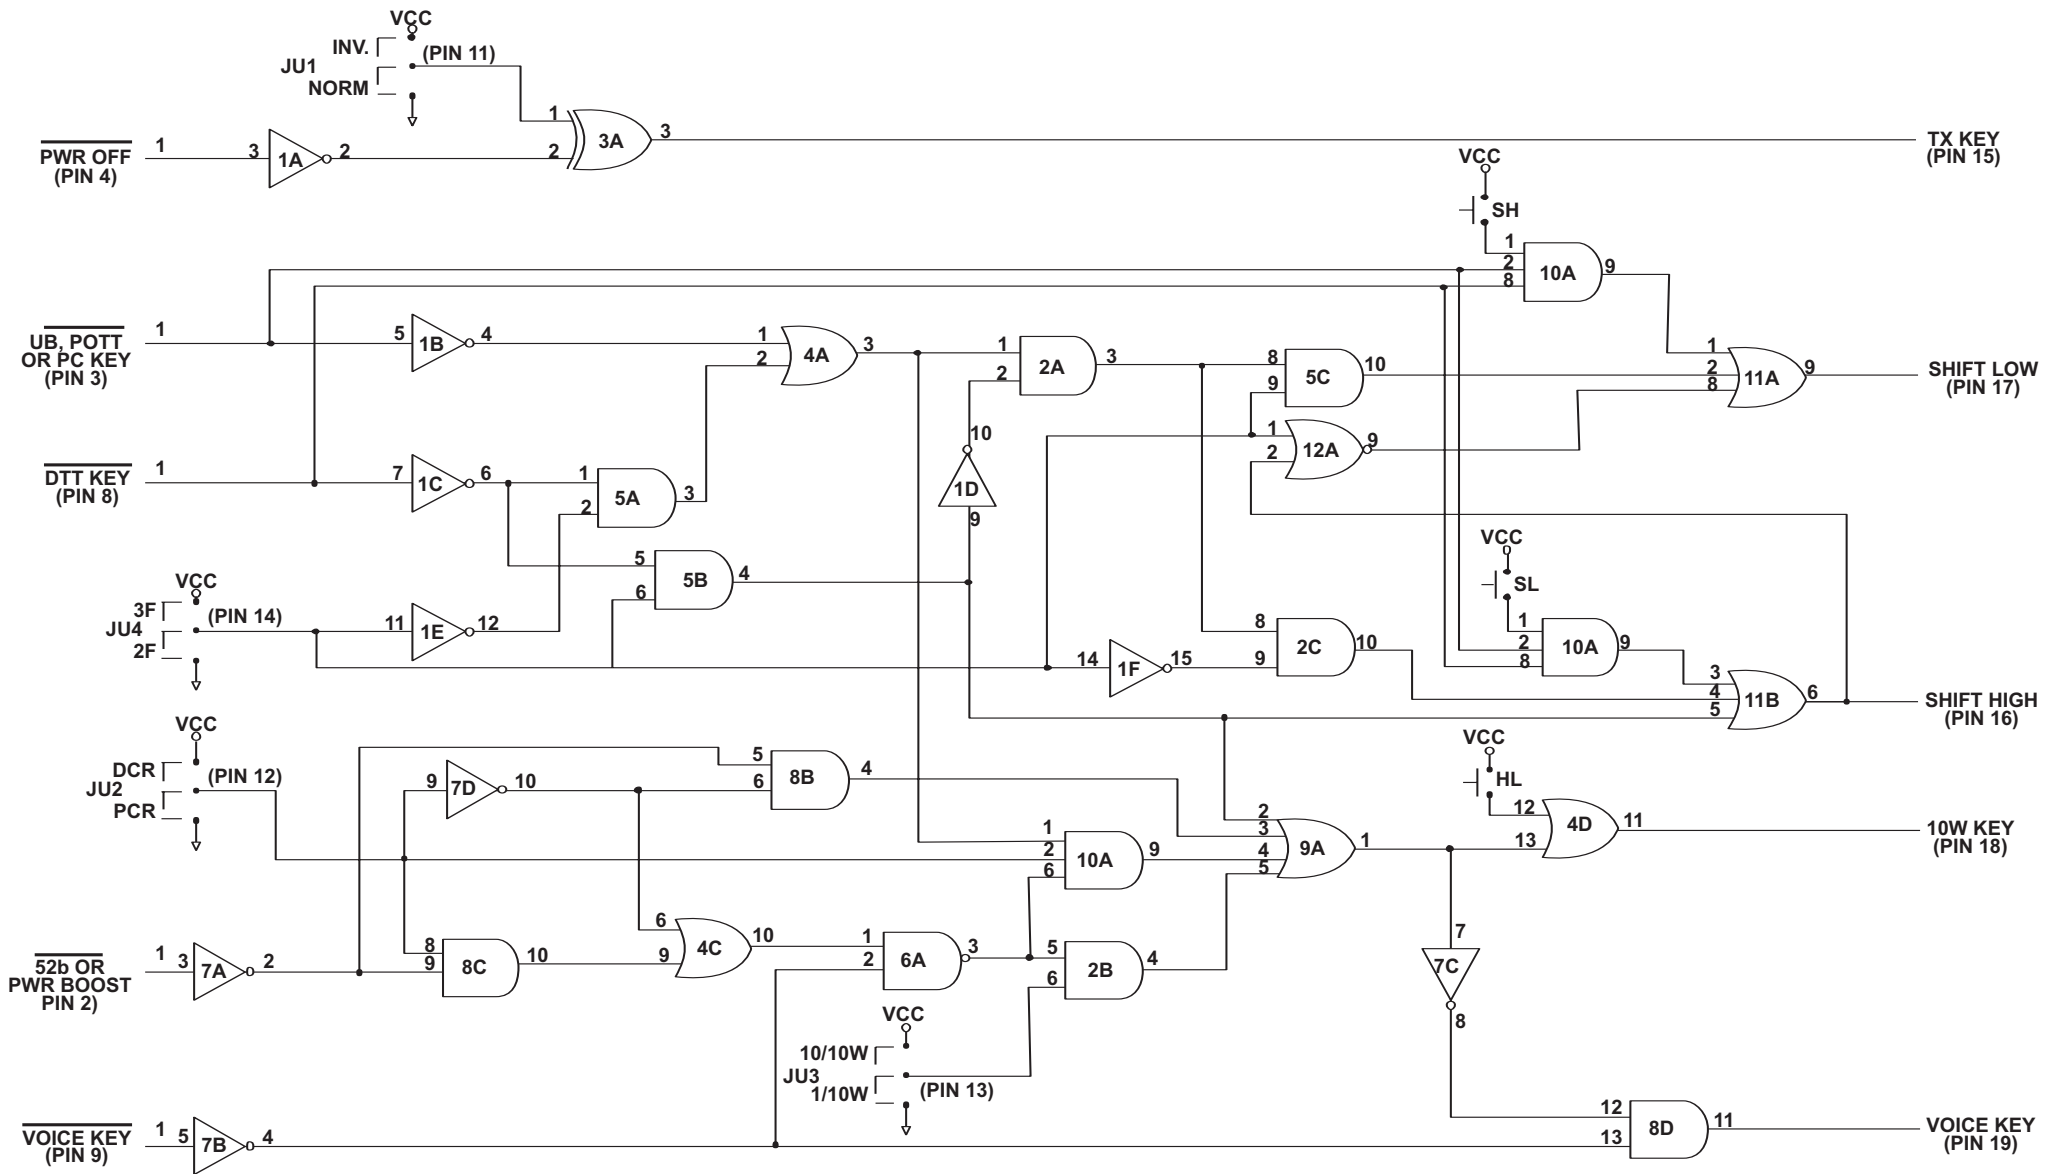 VCC
INV.
(PIN 11)
JU1
NORM
1
3A
3
2
PWR OFF
(PIN 4)
1
3
1A
2
TX KEY
(PIN 15)
VCC
SH
1
2
8
10A
9
UB, POTT
OR PC KEY
(PIN 3)
1
5
1B
4
1
2
4A
3
1
2
2A
3
8
9
5C
10
1
2
8
11A
9
SHIFT LOW
(PIN 17)
1
2
12A
9
10
1D
9
DTT KEY
(PIN 8)
1
7
1C
6
1
2
5A
3
5
6
5B
4
VCC
SL
1
2
8
10A
9
VCC
3F
(PIN 14)
JU4
2F
11
1E
12
14
1F
15
8
9
2C
10
3
4
5
11B
6
SHIFT HIGH
(PIN 16)
VCC
DCR
(PIN 12)
JU2
PCR
9
7D
10
5
6
8B
4
VCC
HL
12
13
4D
11
10W KEY
(PIN 18)
1
2
6
10A
9
2
3
4
5
9A
1
52b OR
PWR BOOST
PIN 2)
1
3
7A
2
8
9
8C
10
6
9
4C
10
1
2
6A
3
5
6
2B
4
7
7C
8
VCC
10/10W
JU3
1/10W
(PIN 13)
VOICE KEY
(PIN 9)
1
5
7B
4
12
13
8D
11
VOICE KEY
(PIN 19)